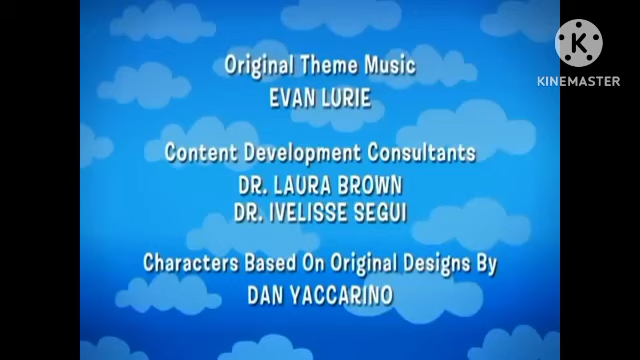 Original Theme Music
EVAN LURIE
Content Development Consultants
DR. LAURA BROWN
DR. IVELISSE SEGUI
Characters Based On Original Designs By
DAN YACCARINO
K
KINEMASTER